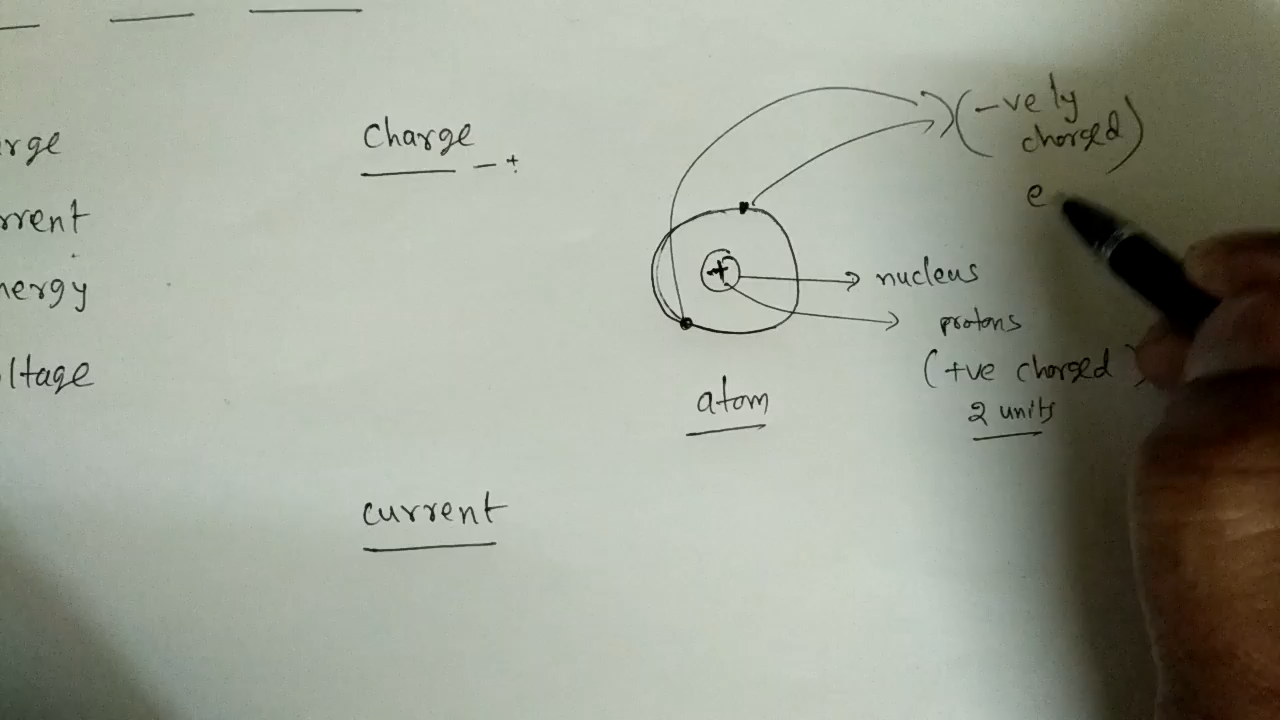 rge
rrent
nergy
ltage
charge
- +
(-vely
charged)
e
+
nucleus
protons
(+ve charged)
2 units
atom
current